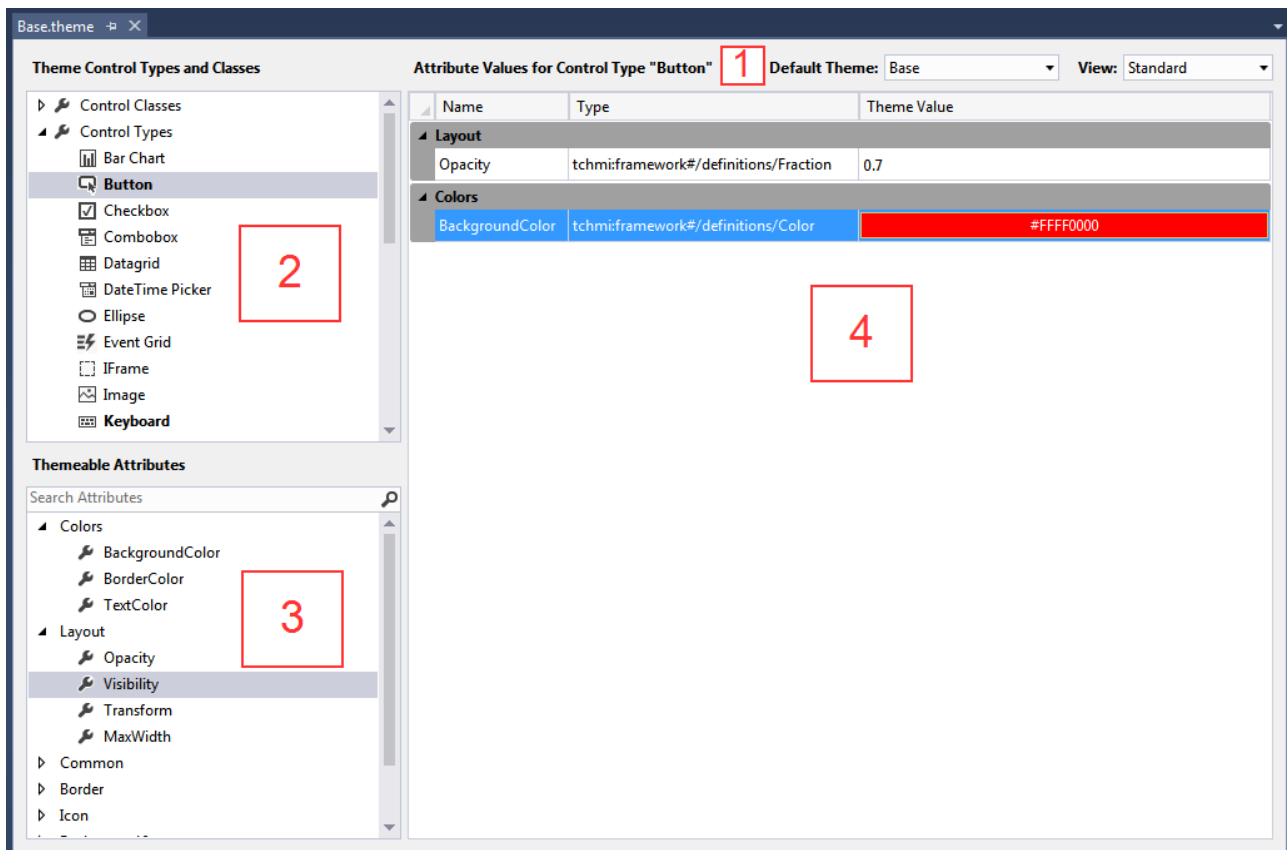 Base.theme
Theme Control Types and Classes
Attribute Values for Control Type "Button" 1 Default Theme: Base View: Standard
Control Classes
Control Types
Bar Chart
Button
Checkbox
Combobox
Datagrid
DateTime Picker
Ellipse
Event Grid
IFrame
Image
Keyboard
2
Themeable Attributes
Search Attributes
Colors
BackgroundColor
BorderColor
TextColor
Layout
Opacity
Visibility
Transform
MaxWidth
Common
Border
Icon
3
Name Type Theme Value
Layout
Opacity tchmi:framework#/definitions/Fraction 0.7
Colors
BackgroundColor tchmi:framework#/definitions/Color #FFFF0000
4